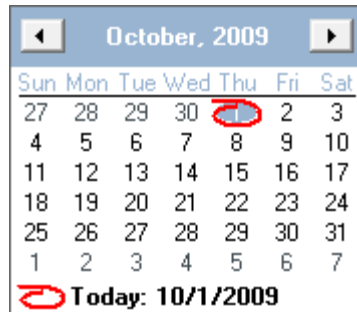 October, 2009
Sun Mon Tue Wed Thu Fri Sat
27 28 29 30 1 2 3
4 5 6 7 8 9 10
11 12 13 14 15 16 17
18 19 20 21 22 23 24
25 26 27 28 29 30 31
1 2 3 4 5 6 7
Today: 10/1/2009